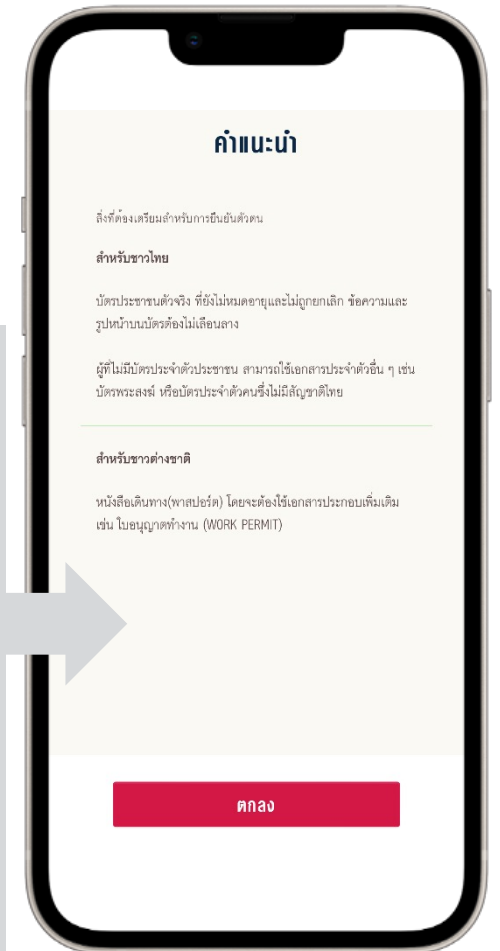 คำแนะนำ
สิ่งที่ต้องเตรียมสำหรับการยืนยันตัวตน
สำหรับชาวไทย
บัตรประชาชนตัวจริง ที่ยังไม่หมดอายุและไม่ถูกยกเลิก ข้อความและ
รูปหน้าบนบัตรต้องไม่เลือนลาง
ผู้ที่ไม่มีบัตรประจำตัวประชาชน สามารถใช้เอกสารประจำตัวอื่น ๆ เช่น
บัตรพระสงฆ์ หรือบัตรประจำตัวคนซึ่งไม่มีสัญชาติไทย
สำหรับชาวต่างชาติ
หนังสือเดินทาง(พาสปอร์ต) โดยจะต้องใช้เอกสารประกอบเพิ่มเติม
เช่น ใบอนุญาตทำงาน (WORK PERMIT)
ตกลง